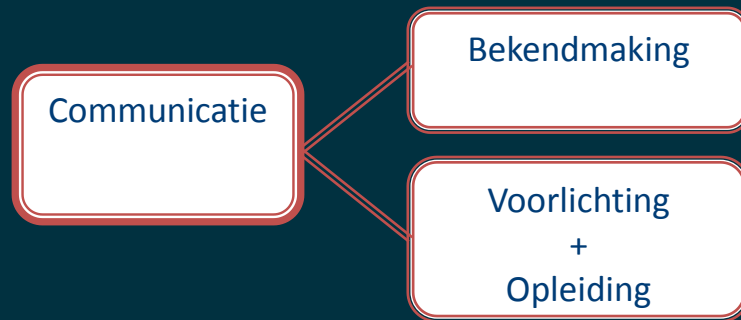 Communicatie
Bekendmaking
Voorlichting
+
Opleiding